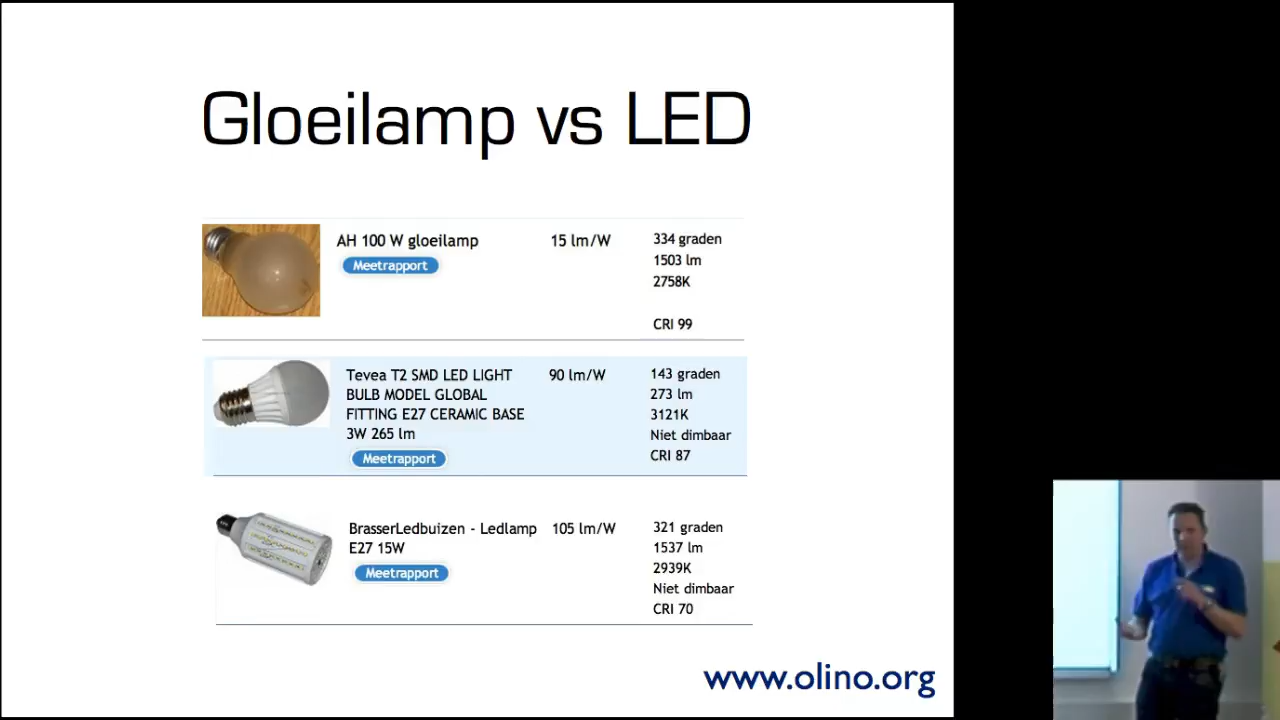 Gloeilamp vs LED
AH 100 W gloeilamp
Meetrapport
15 lm/W
334 graden
1503 lm
2758K
CRI 99
Tevea T2 SMD LED LIGHT
BULB MODEL GLOBAL
FITTING E27 CERAMIC BASE
3W 265 lm
Meetrapport
90 lm/W
143 graden
273 lm
3121K
Niet dimbaar
CRI 87
BrasserLedbuizen - Ledlamp
E27 15W
Meetrapport
105 lm/W
321 graden
1537 lm
2939K
Niet dimbaar
CRI 70
www.olino.org